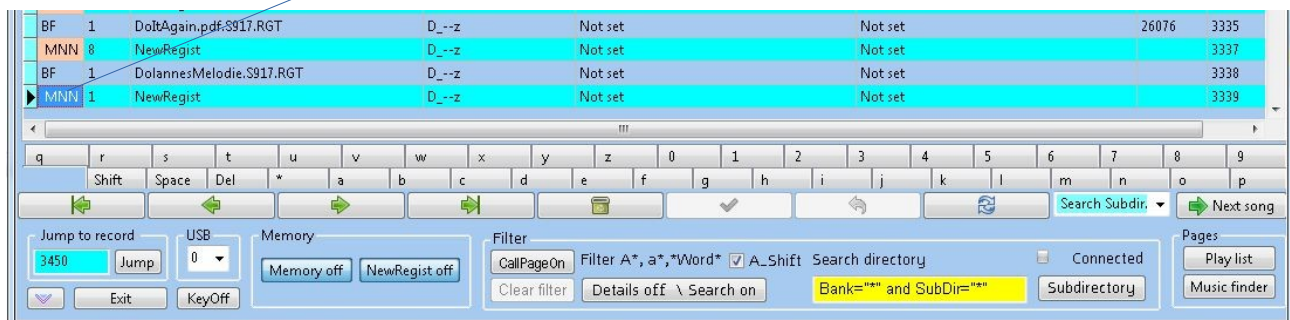 BF 1 DoItAgain.pdf.S917.RGT D_--z Not set Not set 26076 3335
MNN 8 NewRegist D_--z Not set Not set 3337
BF 1 DolannesMelodie.S917.RGT D_--z Not set Not set 3338
MNN 1 NewRegist D_--z Not set Not set 3339
q r s t u v w x y z 0 1 2 3 4 5 6 7 8 9
Shift Space Del * a b c d e f g h i j k l m n o p
Search Subdir. Next song
Jump to record USB Memory Filter Pages
3450 Jump 0 Memory off NewRegist off CallPageOn Filter A*, a*,*Word* A_Shift Search directory Connected Play list
Exit KeyOff Clear filter Details off \ Search on Bank="*" and SubDir="*" Subdirectory Music finder